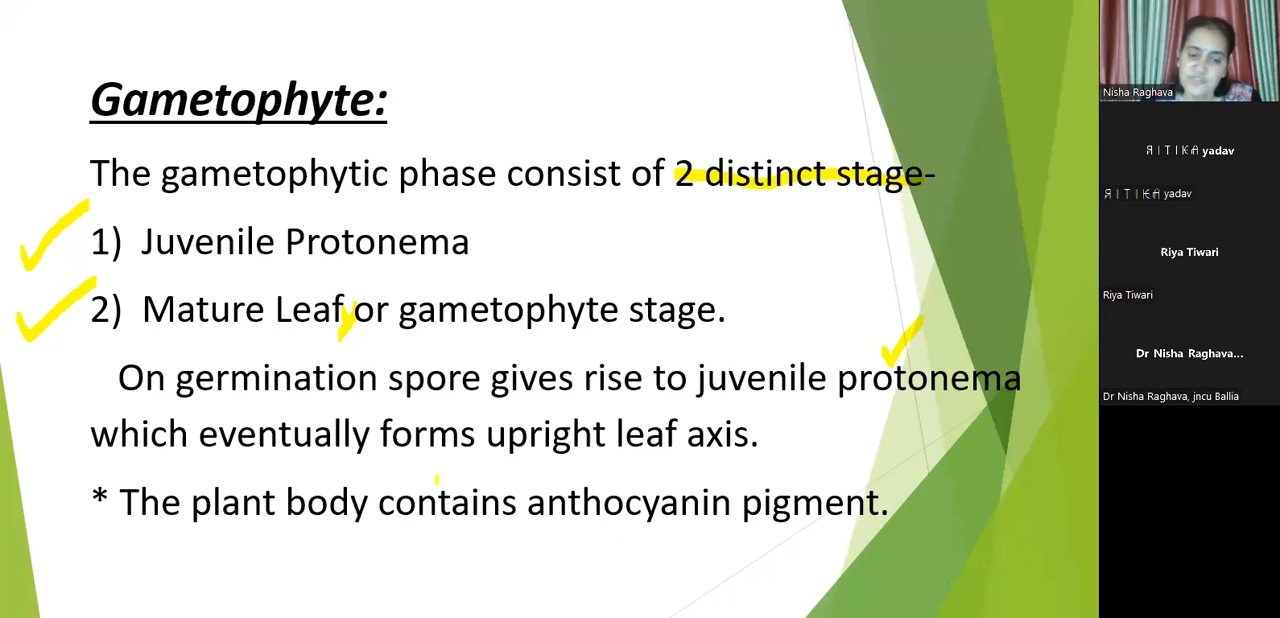 Gametophyte:
The gametophytic phase consist of 2 distinct stage-
1) Juvenile Protonema
2) Mature Leaf or gametophyte stage.
On germination spore gives rise to juvenile protonema
which eventually forms upright leaf axis.
* The plant body contains anthocyanin pigment.
Nisha Raghava
ЯITIKA yadav
ЯITIKA yadav
Riya Tiwari
Riya Tiwari
Dr Nisha Raghava...
Dr Nisha Raghava, jncu Ballia